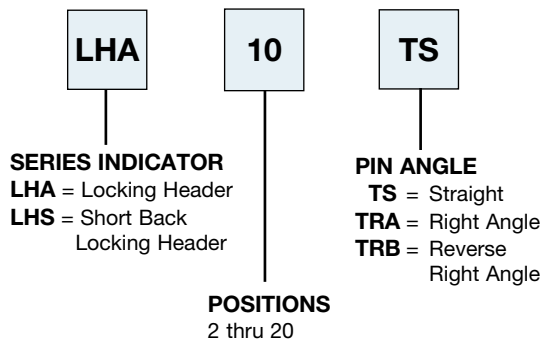 LHA 10 TS
SERIES INDICATOR
LHA = Locking Header
LHS = Short Back
Locking Header
POSITIONS
2 thru 20
PIN ANGLE
TS = Straight
TRA = Right Angle
TRB = Reverse
Right Angle